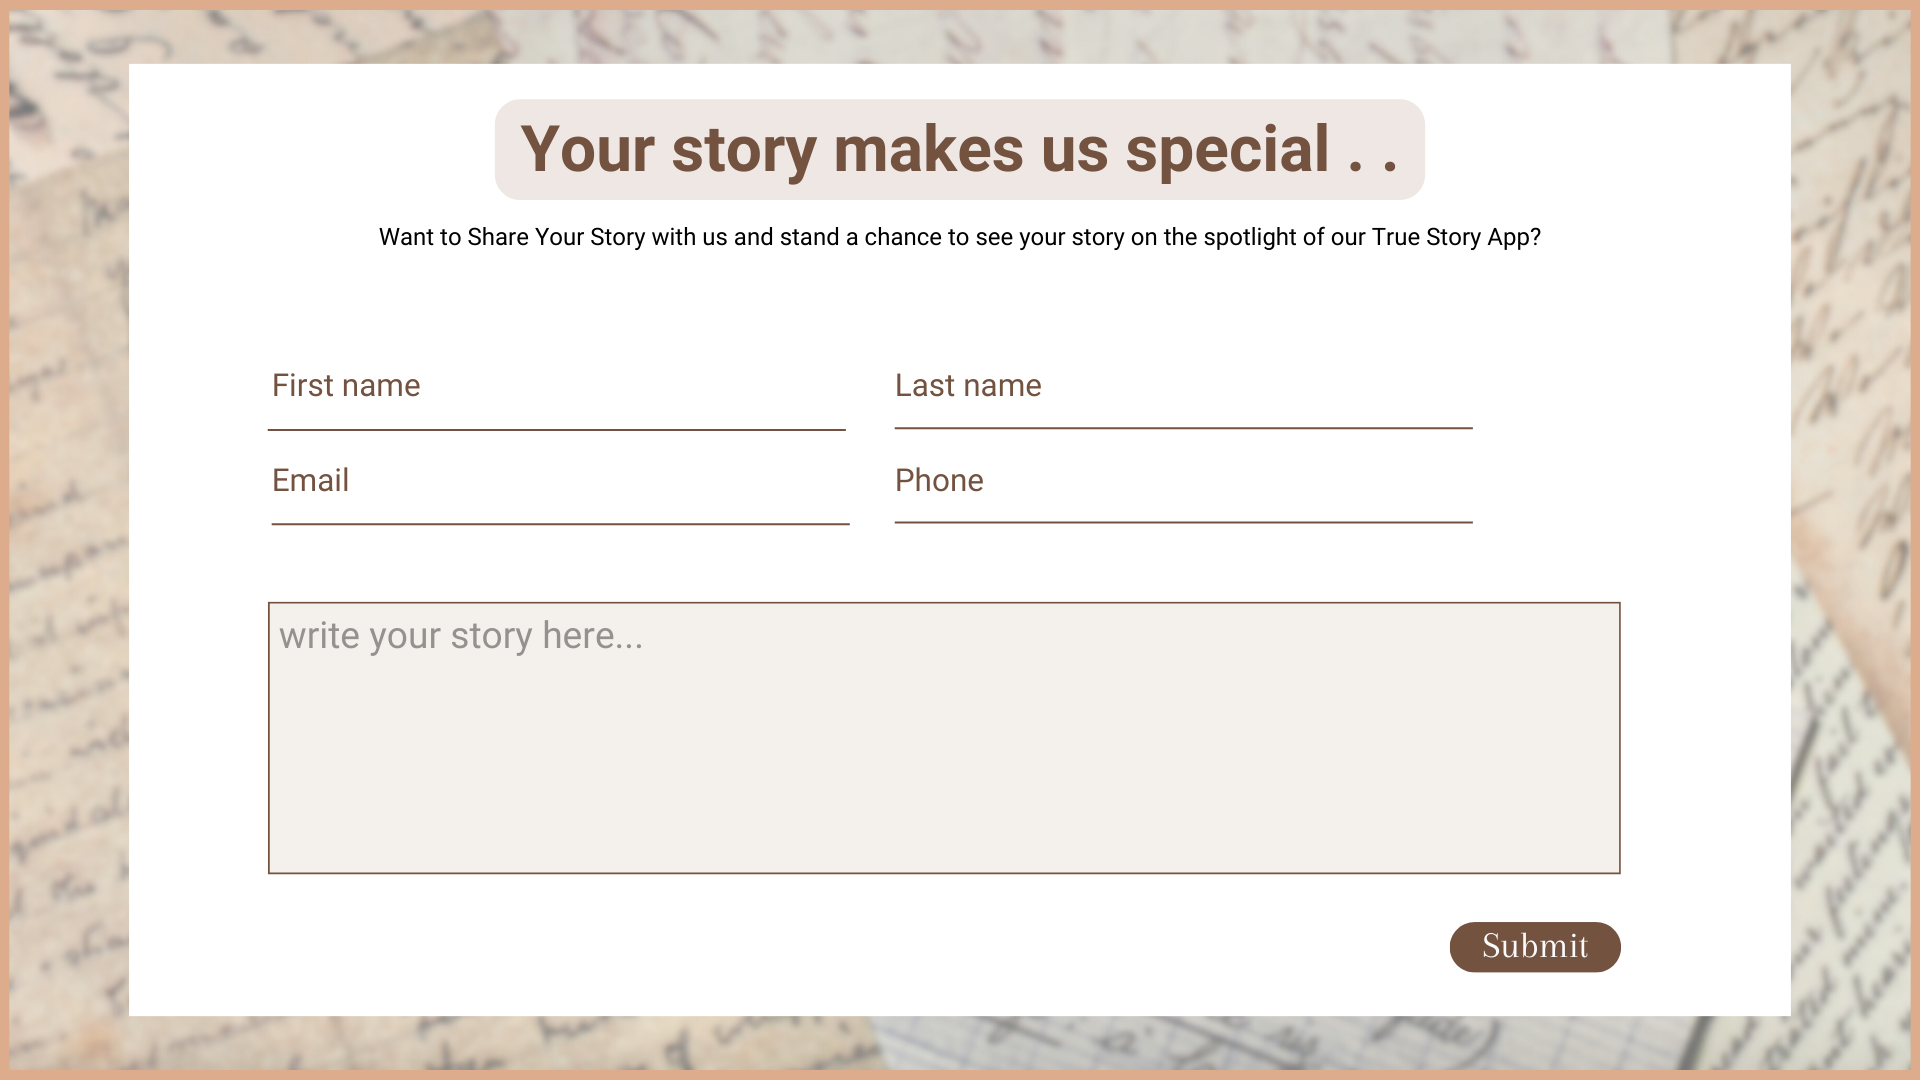 Your story makes us special . .
Want to Share Your Story with us and stand a chance to see your story on the spotlight of our True Story App?
First name
Last name
Email
Phone
write your story here...
Submit